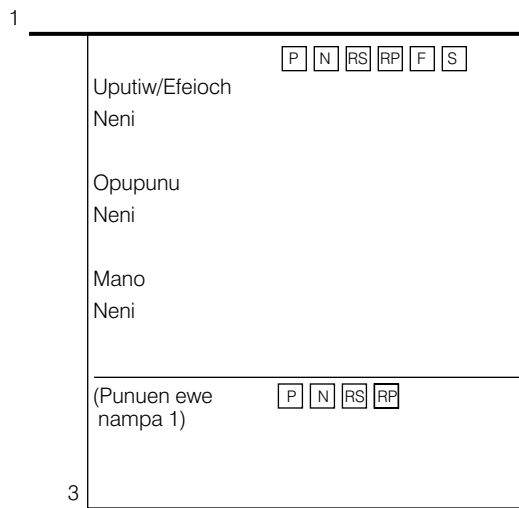 1
P N RS RP F S
Uputiw/Efeioch
Neni
Opupunu
Neni
Mano
Neni
(Punuen ewe P N RS RP
nampa 1)
3